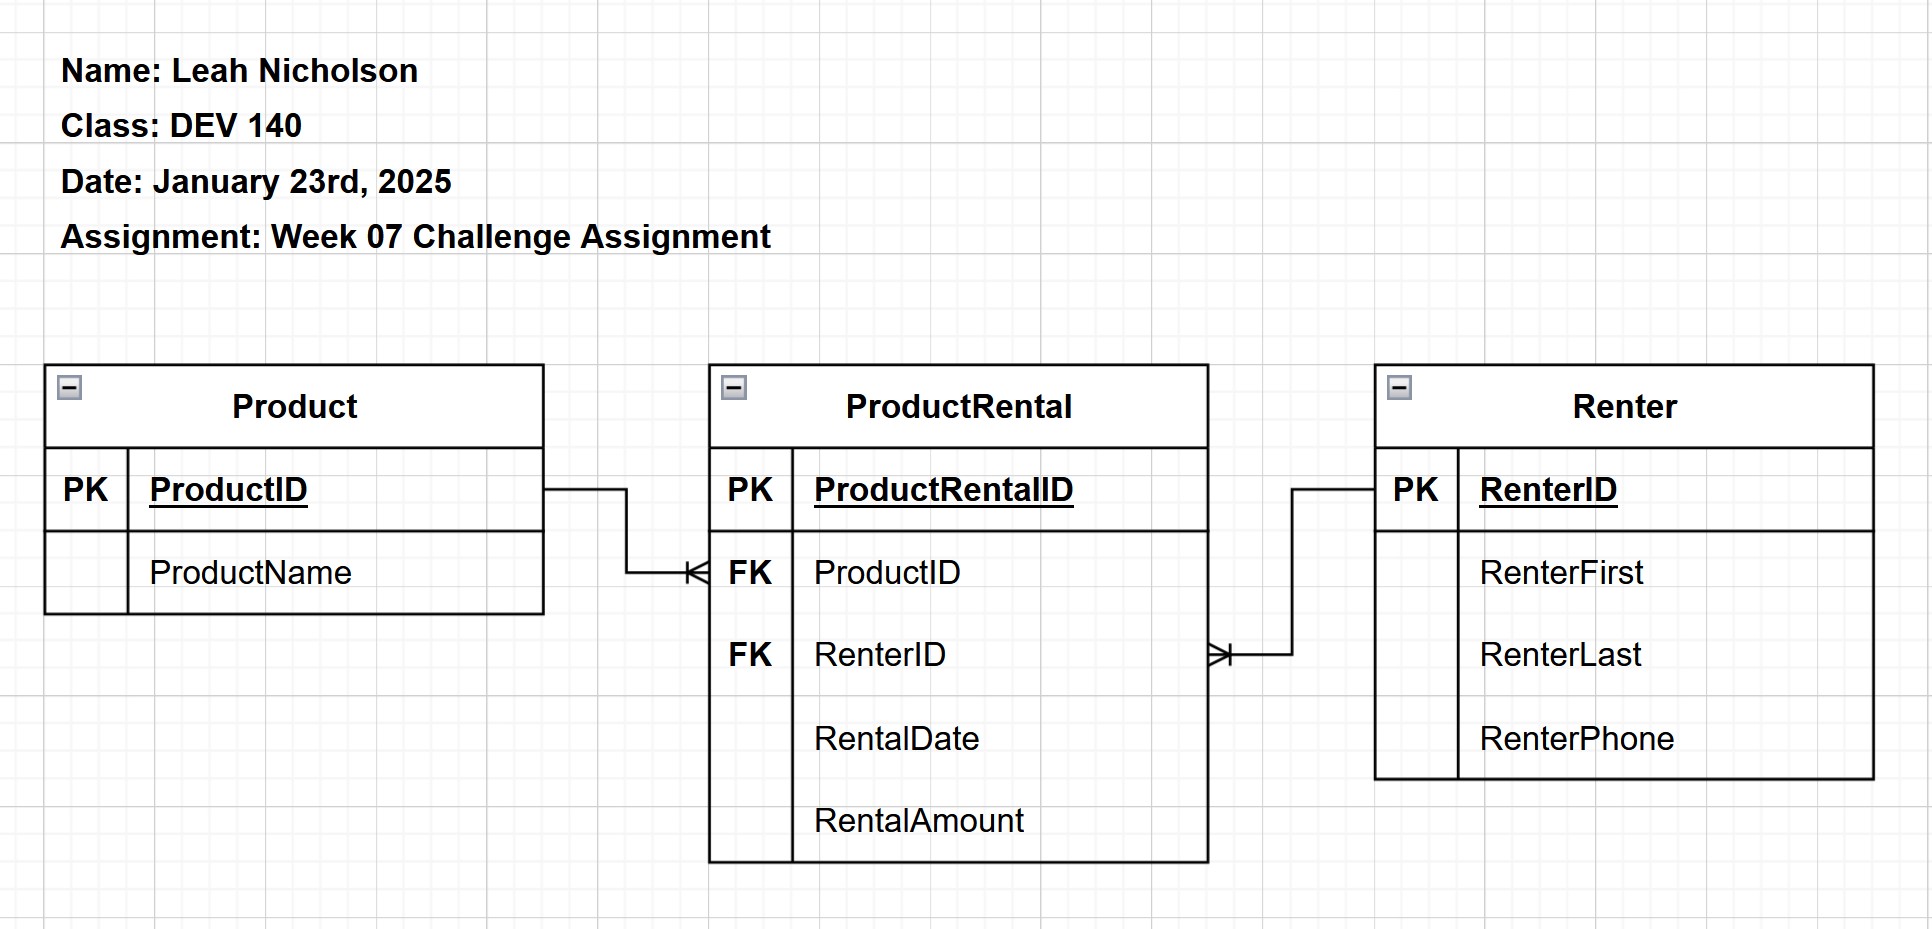 Name: Leah Nicholson
Class: DEV 140
Date: January 23rd, 2025
Assignment: Week 07 Challenge Assignment
Product
PK ProductID
ProductName
ProductRental
PK ProductRentalID
FK ProductID
FK RenterID
RentalDate
RentalAmount
Renter
PK RenterID
RenterFirst
RenterLast
RenterPhone